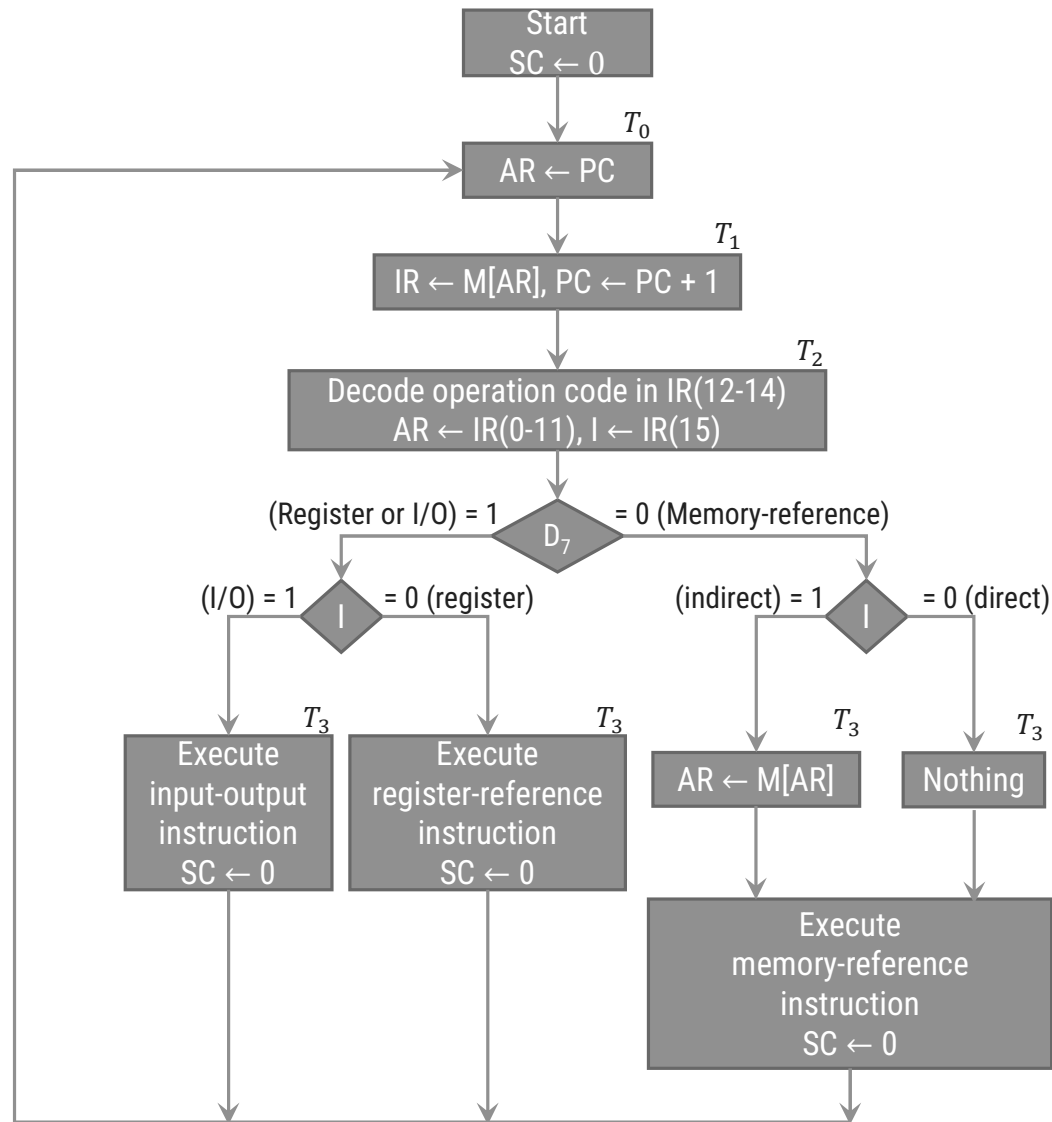 Start
SC ← 0
T₀
AR ← PC
T₁
IR ← M[AR], PC ← PC + 1
T₂
Decode operation code in IR(12-14)
AR ← IR(0-11), I ← IR(15)
(Register or I/O) = 1
D₇
= 0 (Memory-reference)
(I/O) = 1
I
= 0 (register)
(indirect) = 1
I
= 0 (direct)
T₃
Execute
input-output
instruction
SC ← 0
T₃
Execute
register-reference
instruction
SC ← 0
T₃
AR ← M[AR]
T₃
Nothing
Execute
memory-reference
instruction
SC ← 0